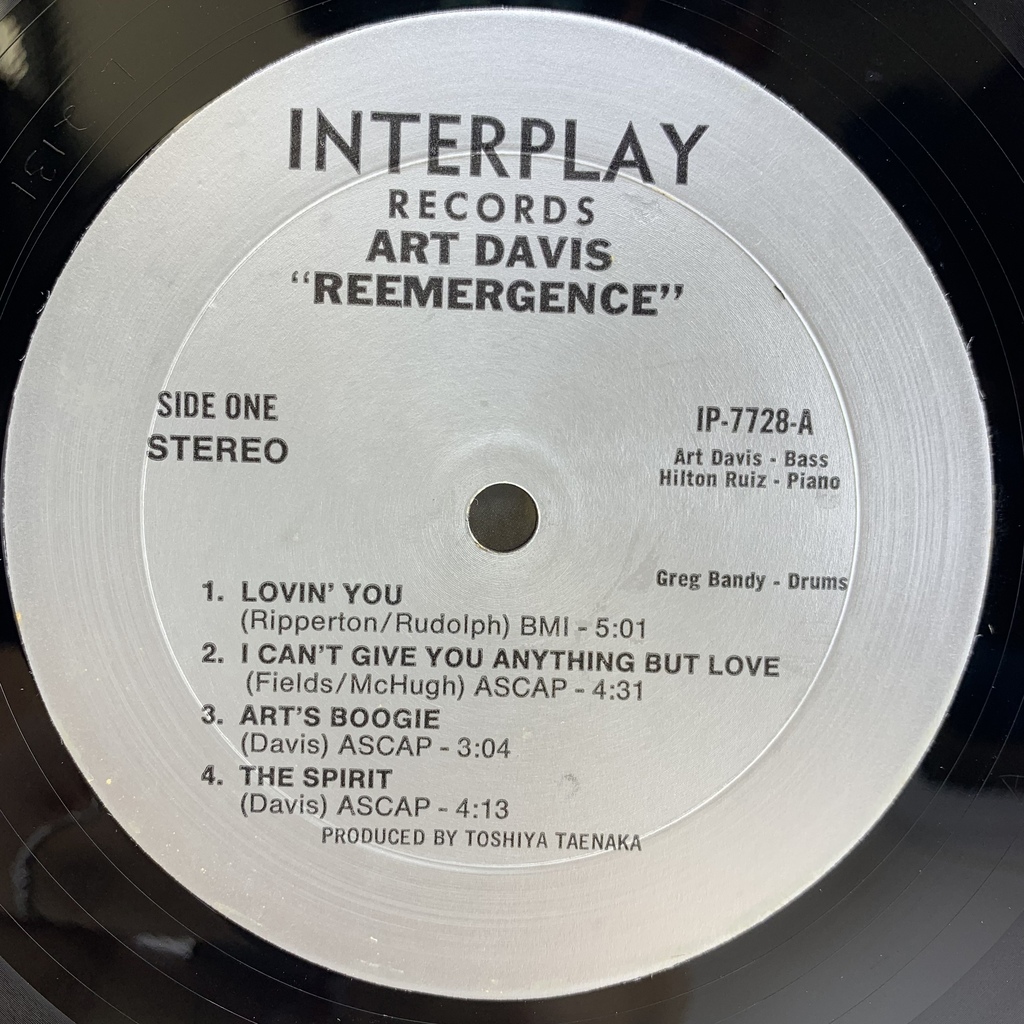 INTERPLAY
RECORDS
ART DAVIS
“REEMERGENCE”
SIDE ONE
STEREO
IP-7728-A
Art Davis - Bass
Hilton Ruiz - Piano
Greg Bandy - Drums
1. LOVIN’ YOU
(Ripperton/Rudolph) BMI - 5:01
2. I CAN’T GIVE YOU ANYTHING BUT LOVE
(Fields/McHugh) ASCAP - 4:31
3. ART’S BOOGIE
(Davis) ASCAP - 3:04
4. THE SPIRIT
(Davis) ASCAP - 4:13
PRODUCED BY TOSHIYA TAENAKA